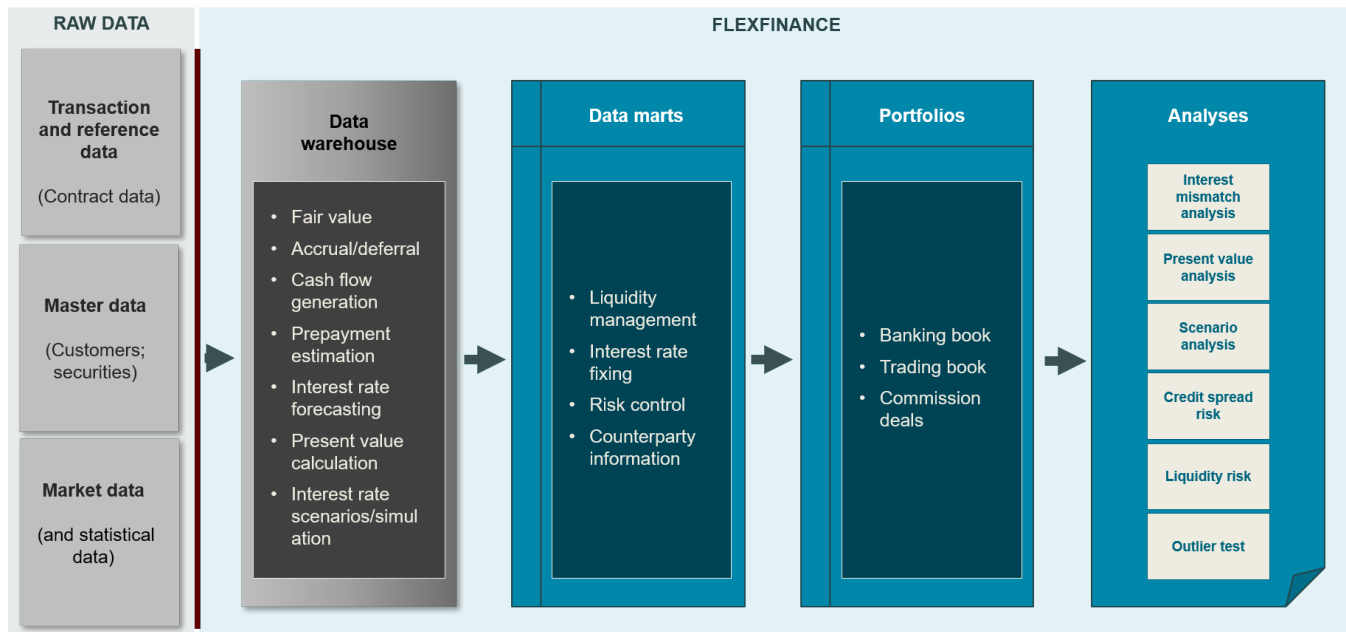 RAW DATA
Transaction
and reference
data
(Contract data)
Master data
(Customers;
securities)
Market data
(and statistical
data)
FLEXFINANCE
Data
warehouse
• Fair value
• Accrual/deferral
• Cash flow
generation
• Prepayment
estimation
• Interest rate
forecasting
• Present value
calculation
• Interest rate
scenarios/simul
ation
Data marts
• Liquidity
management
• Interest rate
fixing
• Risk control
• Counterparty
information
Portfolios
• Banking book
• Trading book
• Commission
deals
Analyses
Interest
mismatch
analysis
Present value
analysis
Scenario
analysis
Credit spread
risk
Liquidity risk
Outlier test